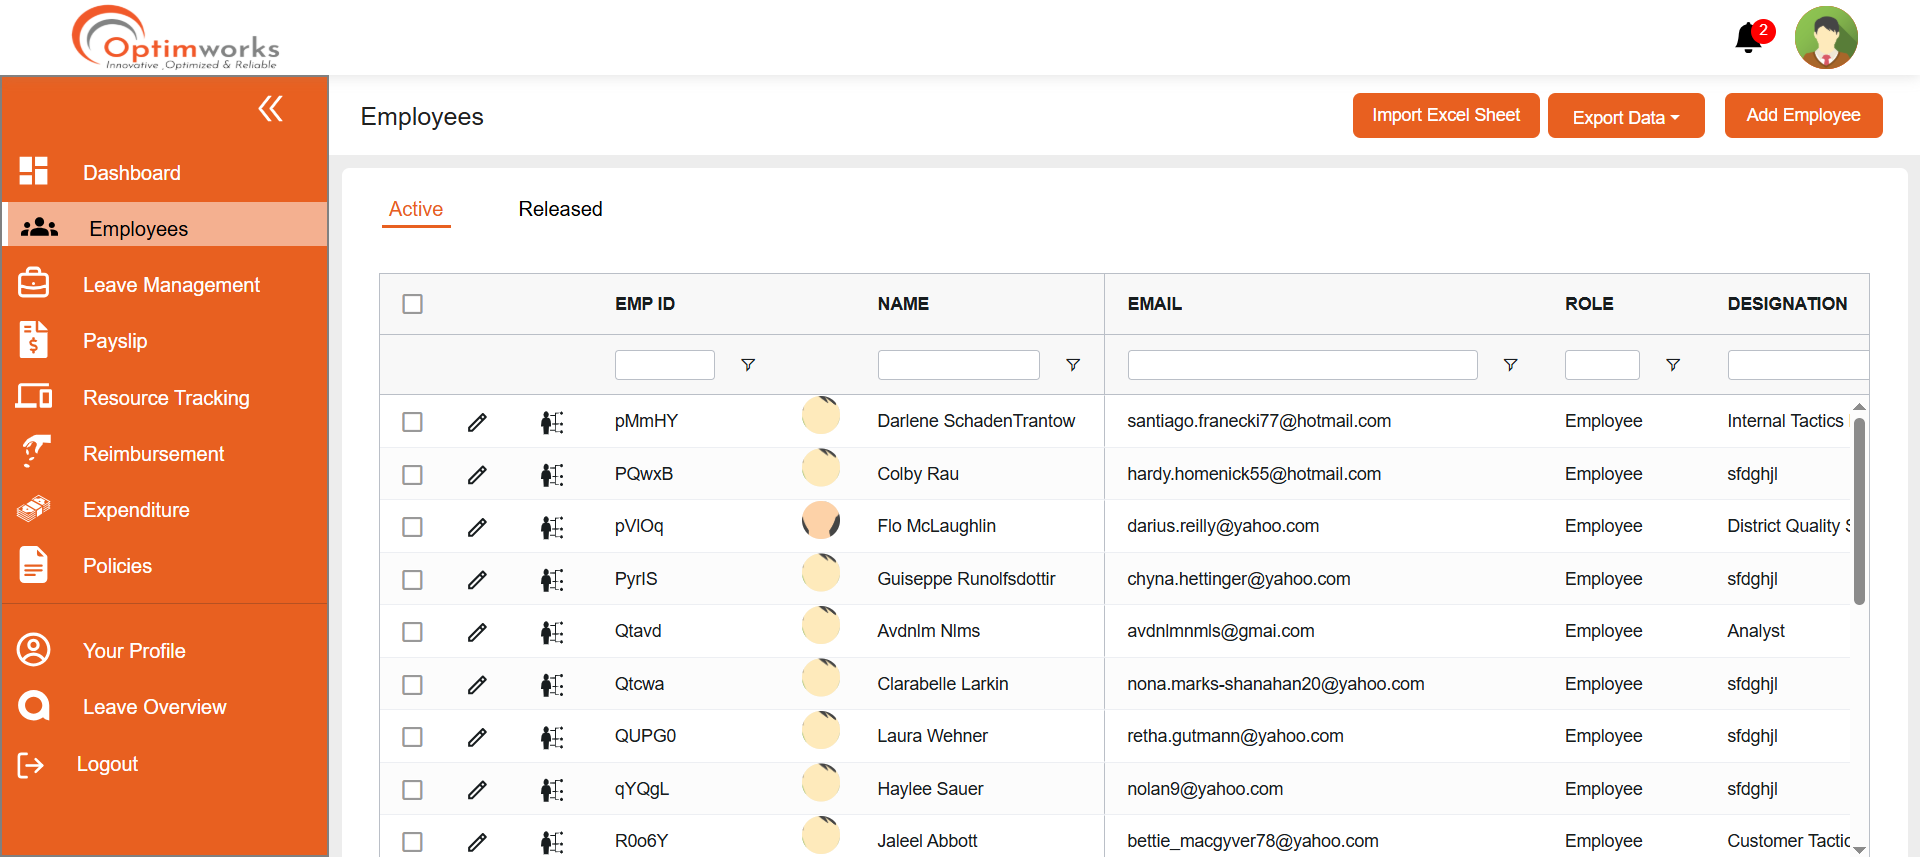 Optimworks
Innovative ,Optimized & Reliable
2
Employees
Import Excel Sheet
Export Data
Add Employee
Dashboard
Employees
Leave Management
Payslip
Resource Tracking
Reimbursement
Expenditure
Policies
Your Profile
Leave Overview
Logout
Active
Released
EMP ID NAME EMAIL ROLE DESIGNATION
pMmHY Darlene SchadenTrantow santiago.franecki77@hotmail.com Employee Internal Tactics
PQwxB Colby Rau hardy.homenick55@hotmail.com Employee sfdghjl
Flo McLaughlin darius.reilly@yahoo.com Employee District Quality
Guiseppe Runolfsdottir chyna.hettinger@yahoo.com Employee sfdghjl
Qtavd Avdnlm Nlms avdnlmnmls@gmai.com Employee Analyst
Qtcwa Clarabelle Larkin nona.marks-shanahan20@yahoo.com Employee sfdghjl
QUPG0 Laura Wehner retha.gutmann@yahoo.com Employee sfdghjl
qYQgL Haylee Sauer nolan9@yahoo.com Employee sfdghjl
R0o6Y Jaleel Abbott bettie_macgyver78@yahoo.com Employee Customer Tactic